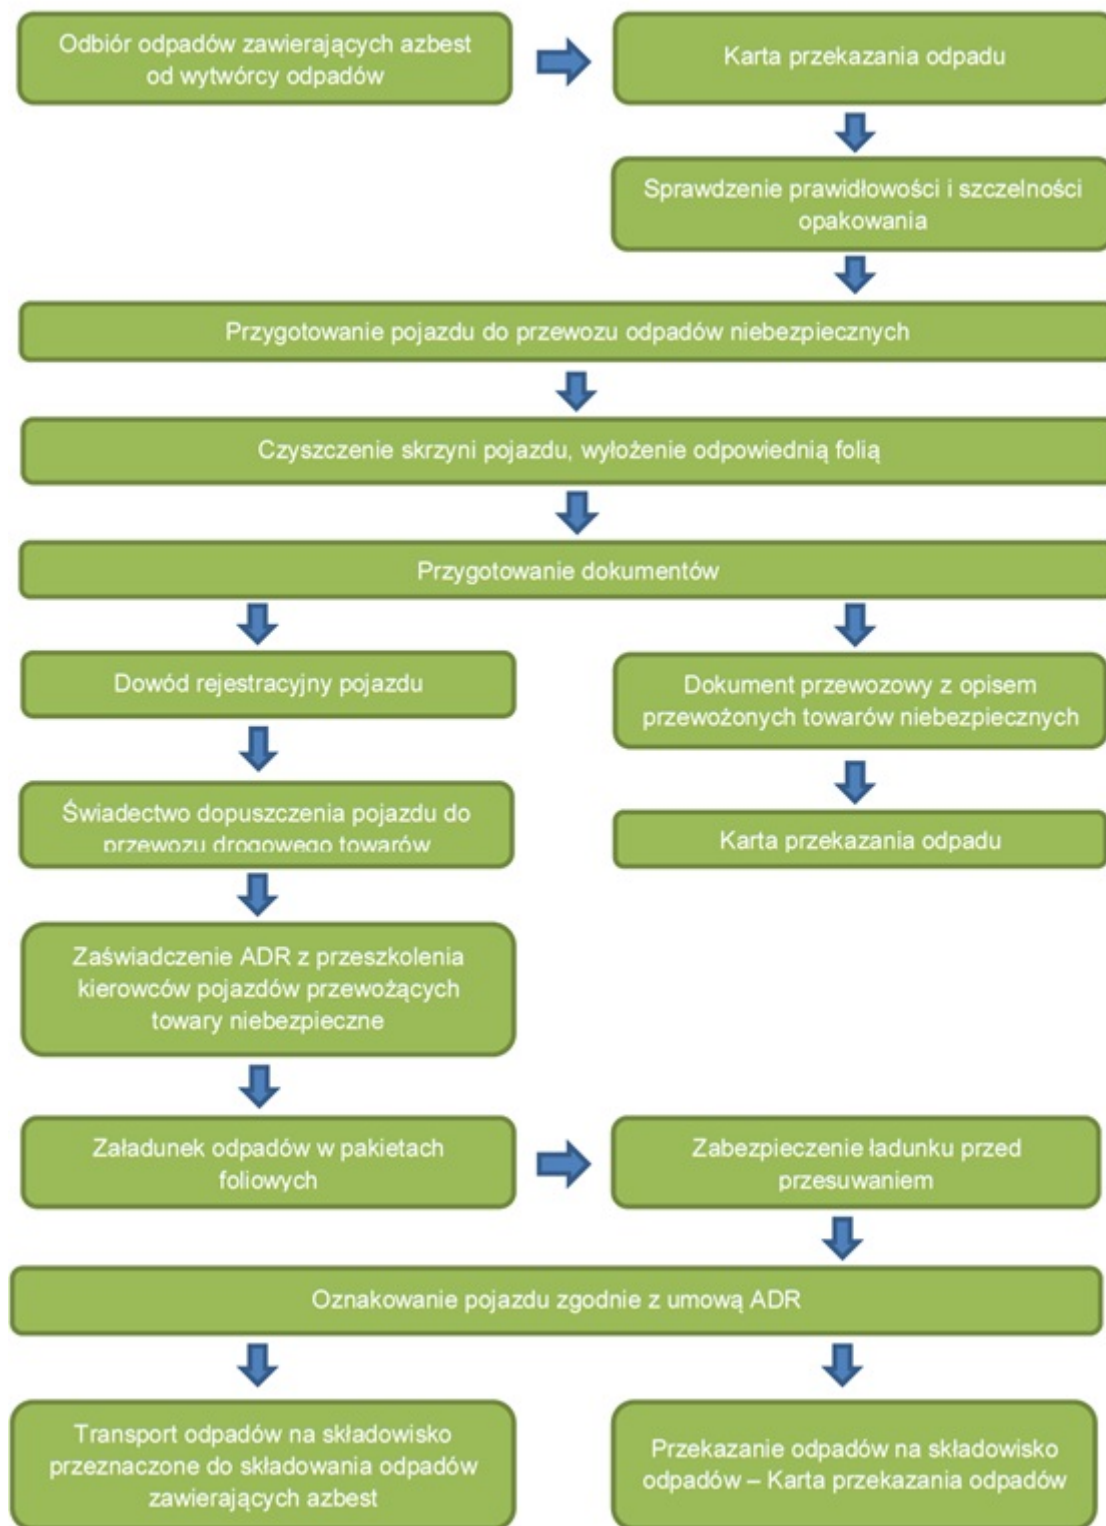 Odbiór odpadów zawierających azbest
od wytwórcy odpadów
Karta przekazania odpadu
Sprawdzenie prawidłowości i szczelności
opakowania
Przygotowanie pojazdu do przewozu odpadów niebezpiecznych
Czyszczenie skrzyni pojazdu, wyłożenie odpowiednią folią
Przygotowanie dokumentów
Dowód rejestracyjny pojazdu
Dokument przewozowy z opisem
przewożonych towarów niebezpiecznych
Świadectwo dopuszczenia pojazdu do
przewozu drogowego towarów
Karta przekazania odpadu
Zaświadczenie ADR z przeszkolenia
kierowców pojazdów przewożących
towary niebezpieczne
Załadunek odpadów w pakietach
foliowych
Zabezpieczenie ładunku przed
przesuwaniem
Oznakowanie pojazdu zgodnie z umową ADR
Transport odpadów na składowisko
przeznaczone do składowania odpadów
zawierających azbest
Przekazanie odpadów na składowisko
odpadów – Karta przekazania odpadów